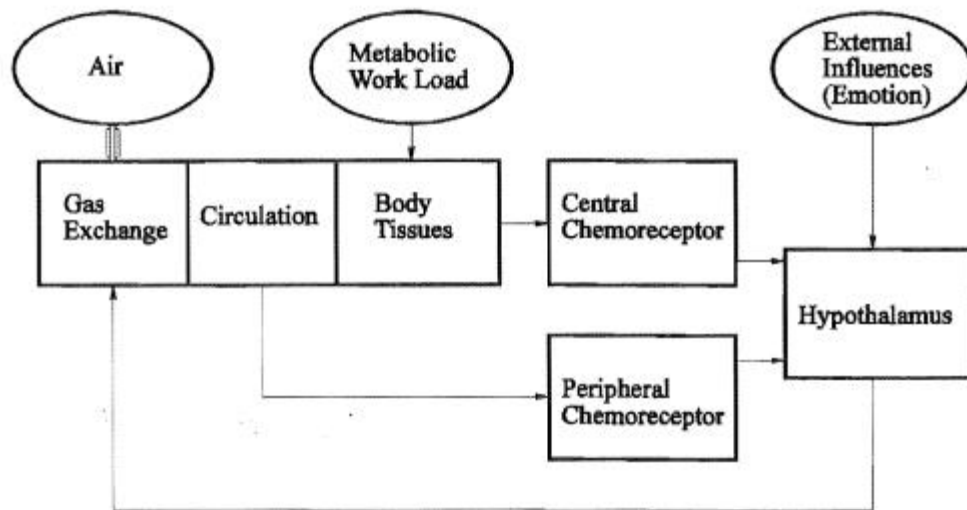 Air
Metabolic
Work Load
External
Influences
(Emotion)
Gas
Exchange
Circulation
Body
Tissues
Central
Chemoreceptor
Hypothalamus
Peripheral
Chemoreceptor